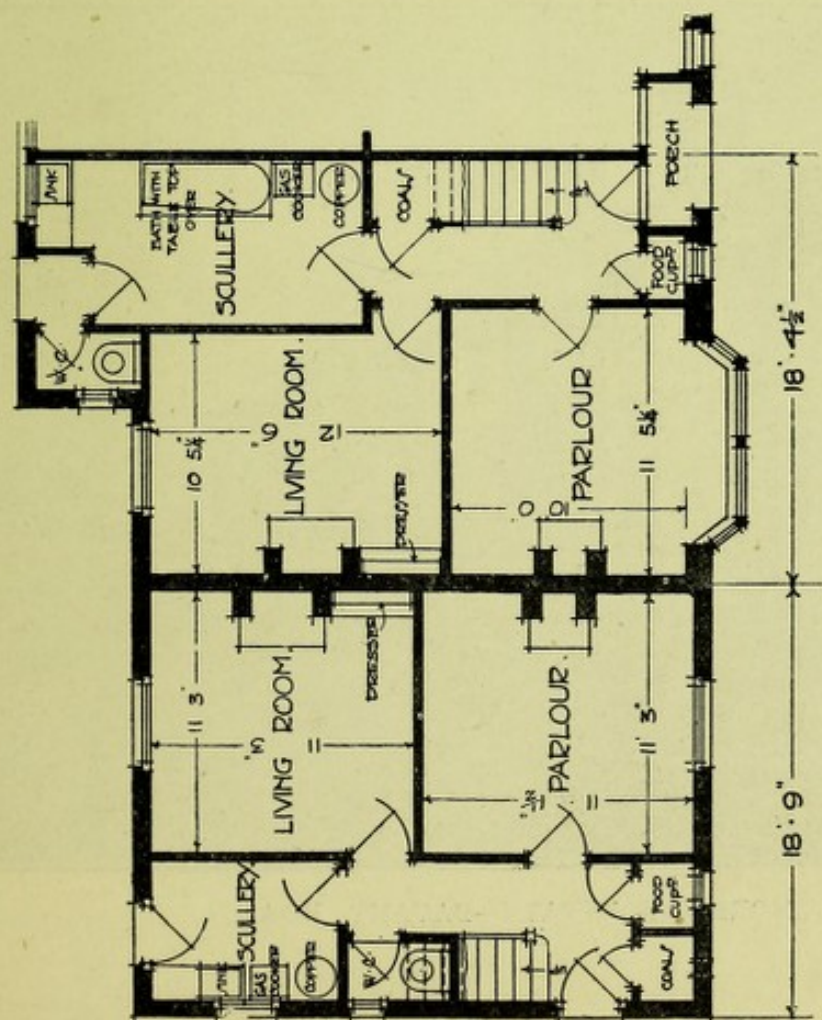 SINK
BATH WITH
TABLE TOP
OVER
GAS
COOKER
COPPER
SCULLERY
W.C.
COALS
PORCH
FOOD
CUPD
10 5¼"
12 6"
LIVING ROOM.
DRESSER
PARLOUR
10 0
11 5¼"
18'. 4½"
11 3"
11 3"
LIVING ROOM.
DRESSER
PARLOUR.
11 1½"
11' 3"
18'. 9"
SCULLERY.
SINK
GAS
COOKER
COPPER
W.C.
FOOD
CUPD
COALS